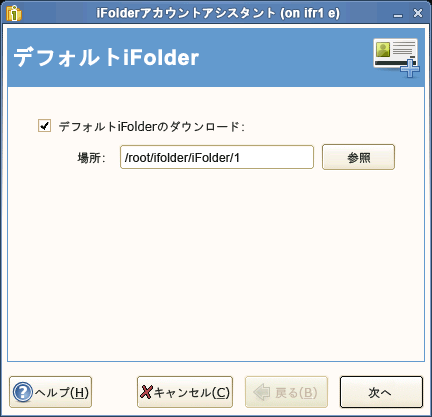 iFolderアカウントアシスタント (on ifr1 e)
デフォルトiFolder
デフォルトiFolderのダウンロード:
場所: /root/ifolder/iFolder/1 参照
ヘルプ(H) キャンセル(C) 戻る(B) 次へ